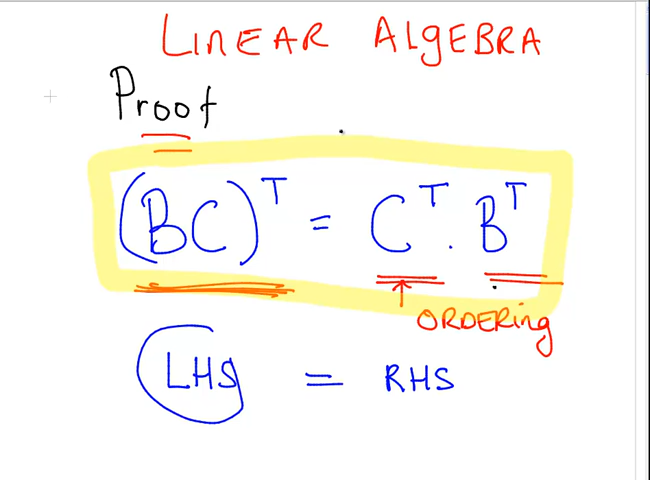 LINEAR ALgEBRA
Proof
(BC)ᵀ = Cᵀ . Bᵀ
ORDERing
LHS = RHS